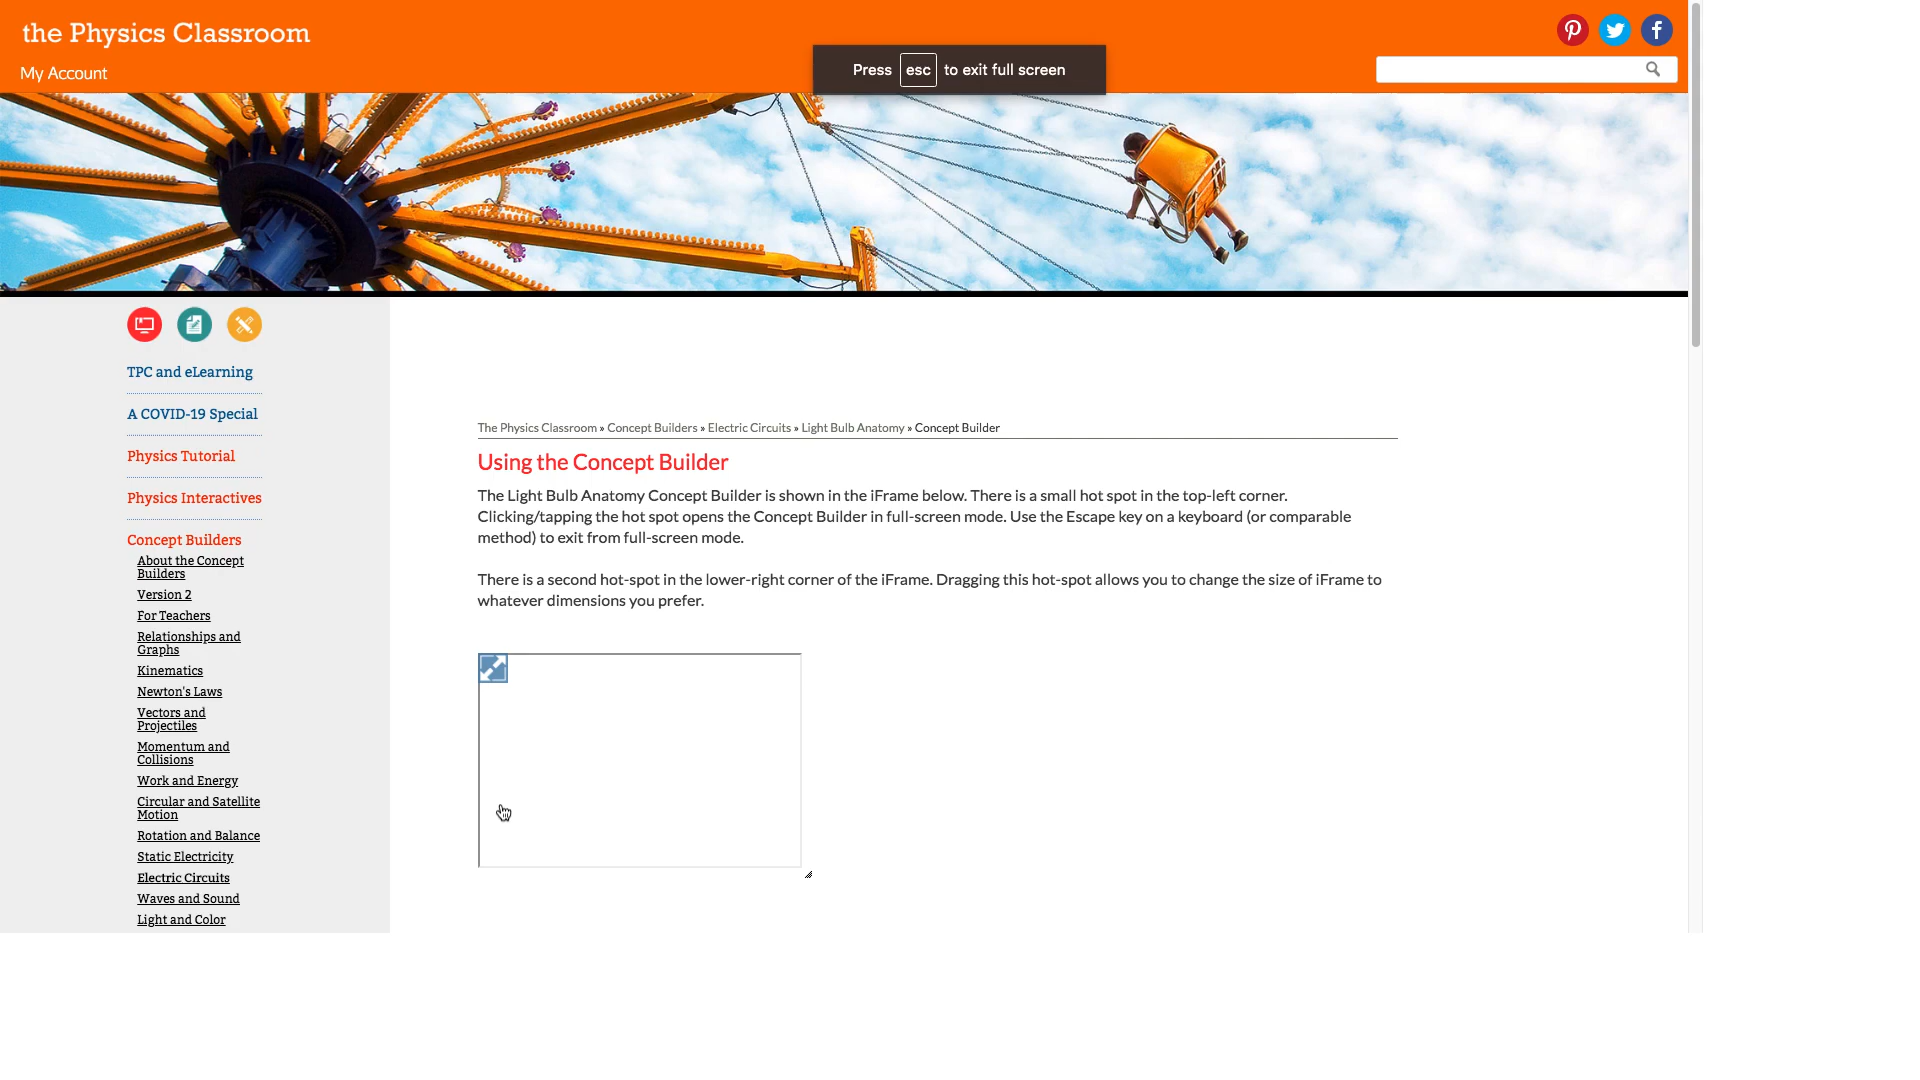 the Physics Classroom
My Account
Press esc to exit full screen
TPC and eLearning
A COVID-19 Special
Physics Tutorial
Physics Interactives
Concept Builders
About the Concept
Builders
Version 2
For Teachers
Relationships and
Graphs
Kinematics
Newton's Laws
Vectors and
Projectiles
Momentum and
Collisions
Work and Energy
Circular and Satellite
Motion
Rotation and Balance
Static Electricity
Electric Circuits
Waves and Sound
Light and Color
The Physics Classroom » Concept Builders » Electric Circuits » Light Bulb Anatomy » Concept Builder
Using the Concept Builder
The Light Bulb Anatomy Concept Builder is shown in the iFrame below. There is a small hot spot in the top-left corner.
Clicking/tapping the hot spot opens the Concept Builder in full-screen mode. Use the Escape key on a keyboard (or comparable
method) to exit from full-screen mode.
There is a second hot-spot in the lower-right corner of the iFrame. Dragging this hot-spot allows you to change the size of iFrame to
whatever dimensions you prefer.